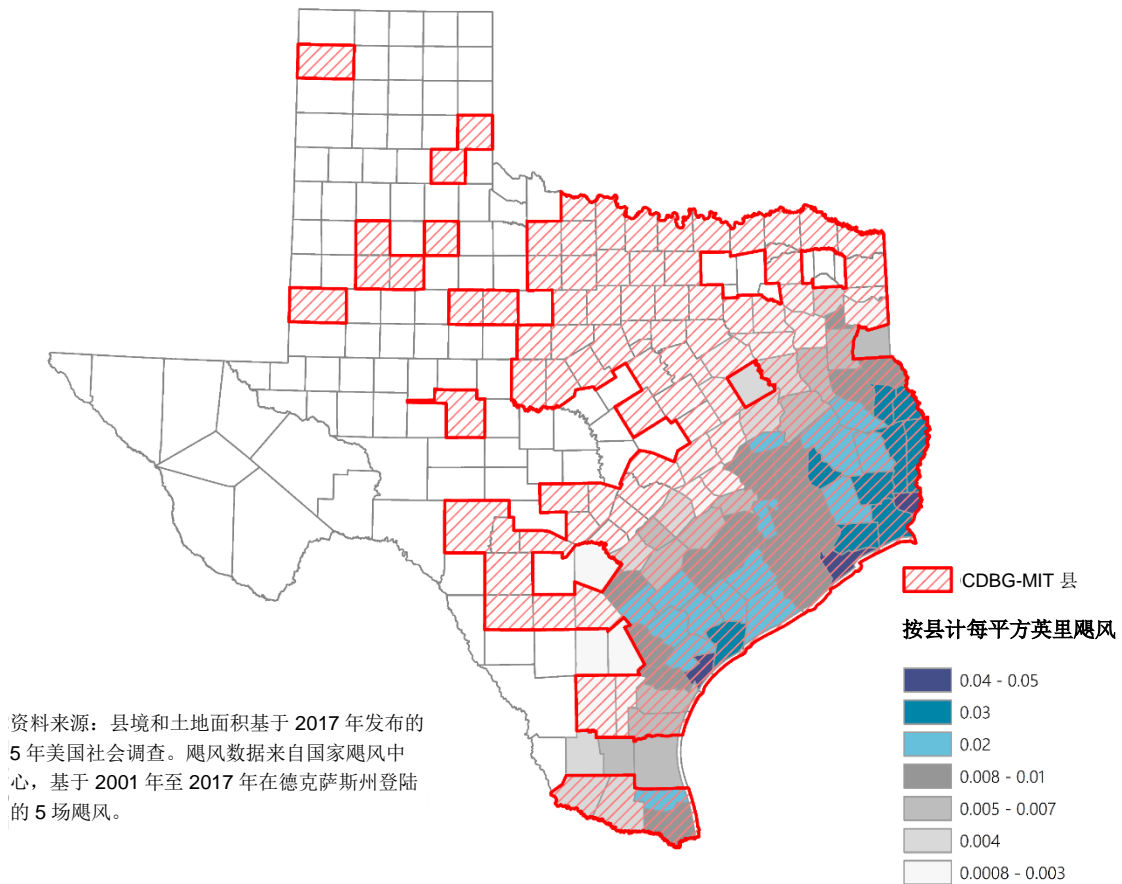 CDBG-MIT 县
按县计每平方英里飓风
0.04 - 0.05
0.03
0.02
0.008 - 0.01
0.005 - 0.007
0.004
0.0008 - 0.003
资料来源：县境和土地面积基于 2017 年发布的
5 年美国社会调查。飓风数据来自国家飓风中
心，基于 2001 年至 2017 年在德克萨斯州登陆
的 5 场飓风。